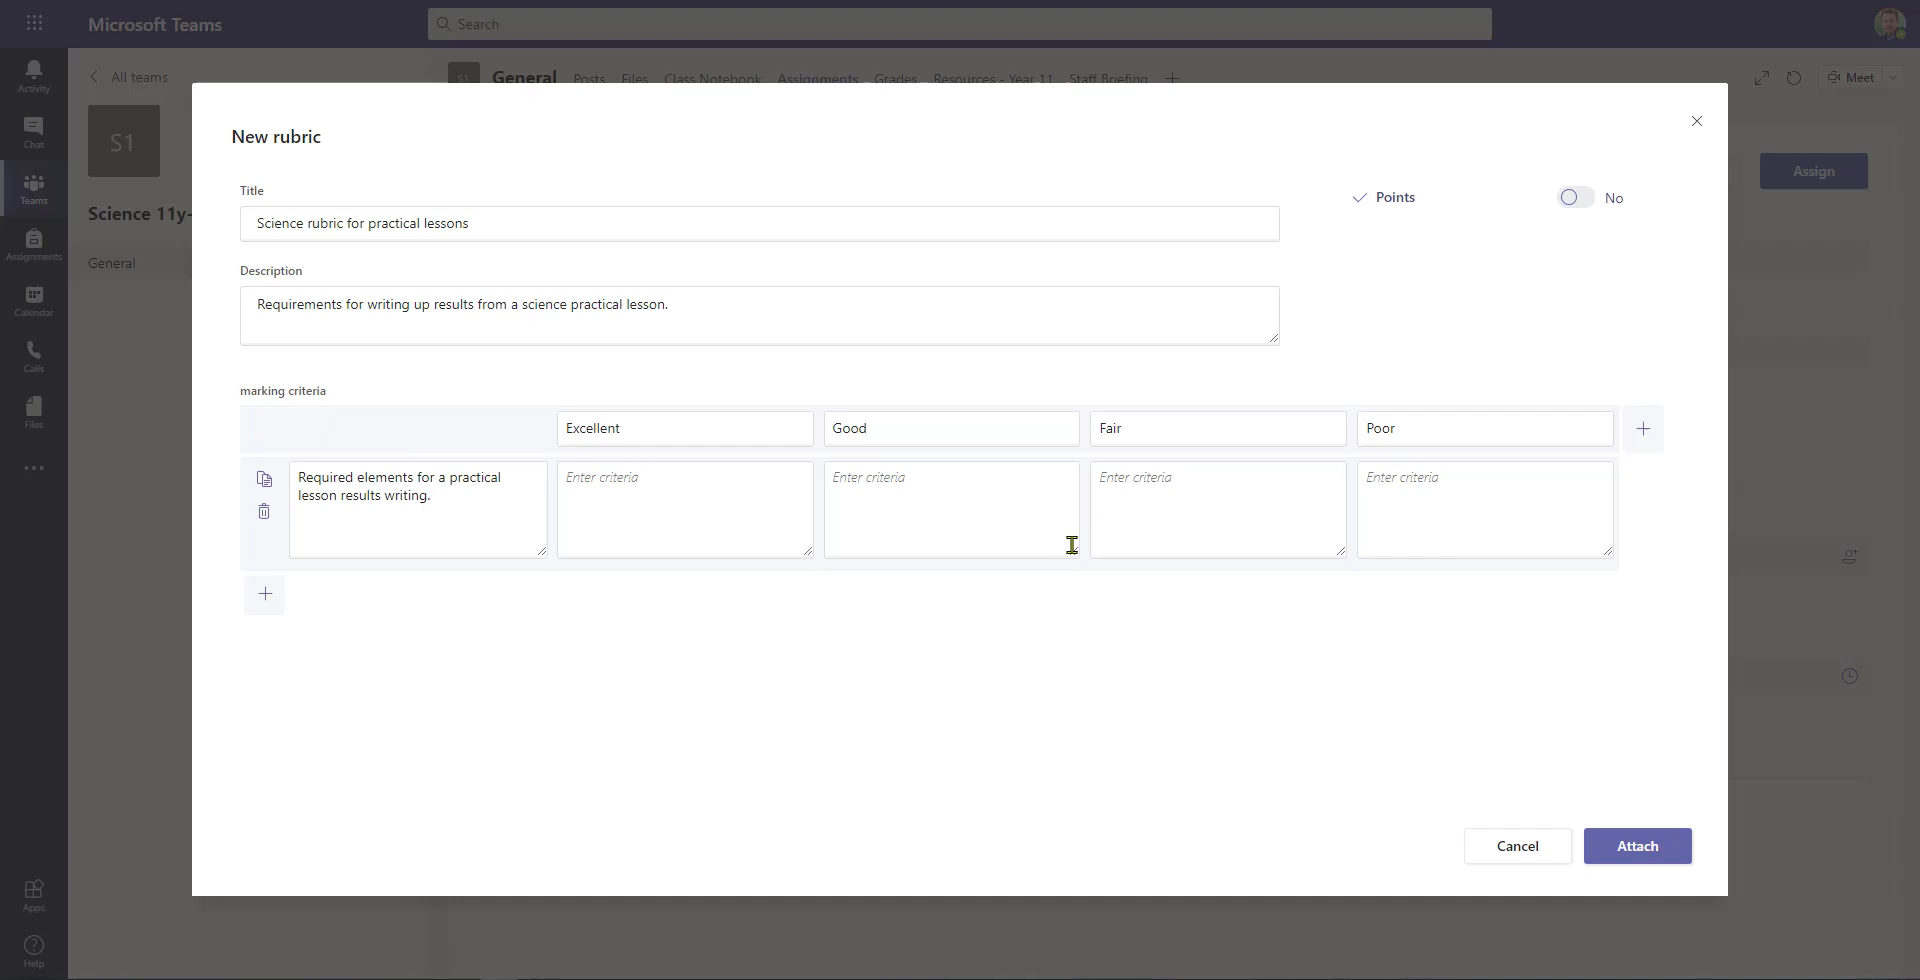 Microsoft Teams
Search
Activity
Chat
Teams
Assignments
Calendar
Calls
Files
Apps
Help
All teams
S1
Science 11y-
General
S1
General Posts Files Class Notebook Assignments Grades Resources - Year 11 Staff Briefing
Meet
Assign
New rubric
Title
Science rubric for practical lessons
Points
No
Description
Requirements for writing up results from a science practical lesson.
marking criteria
Excellent Good Fair Poor
Required elements for a practical
lesson results writing.
Enter criteria Enter criteria Enter criteria Enter criteria
Cancel
Attach